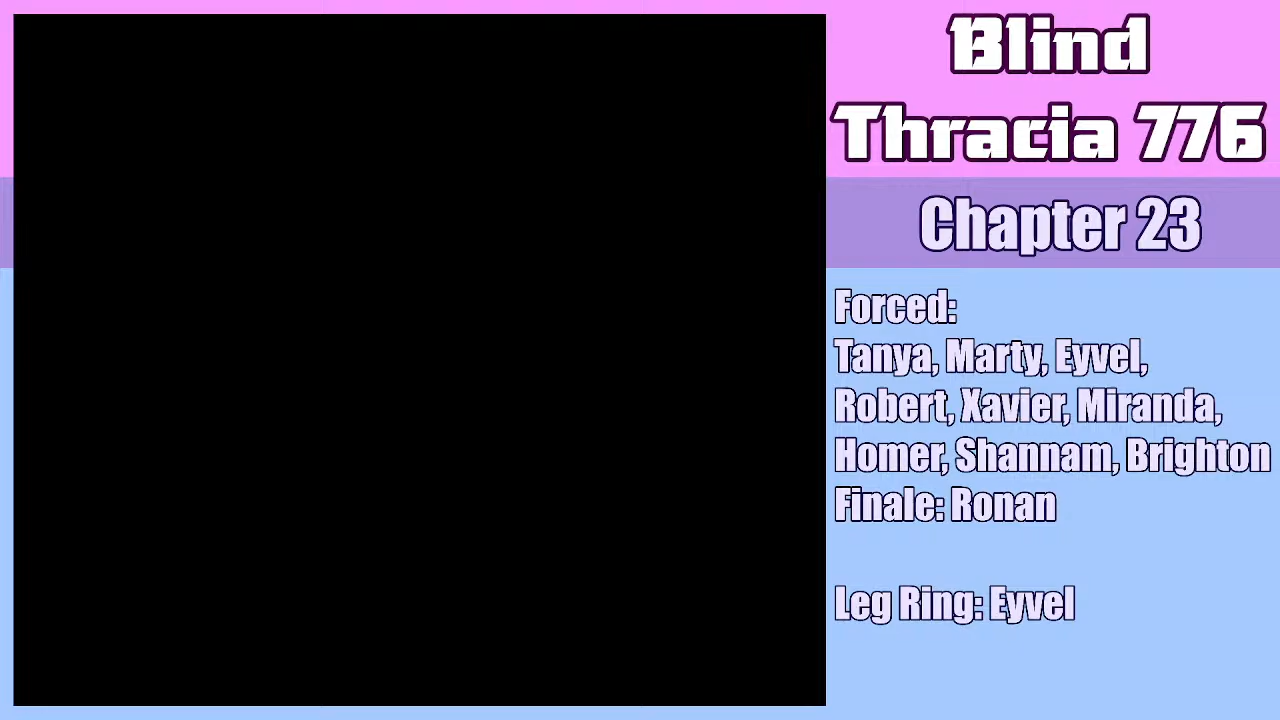 Blind
Thracia 776
Chapter 23
Forced:
Tanya, Marty, Eyvel,
Robert, Xavier, Miranda,
Homer, Shannam, Brighton
Finale: Ronan
Leg Ring: Eyvel